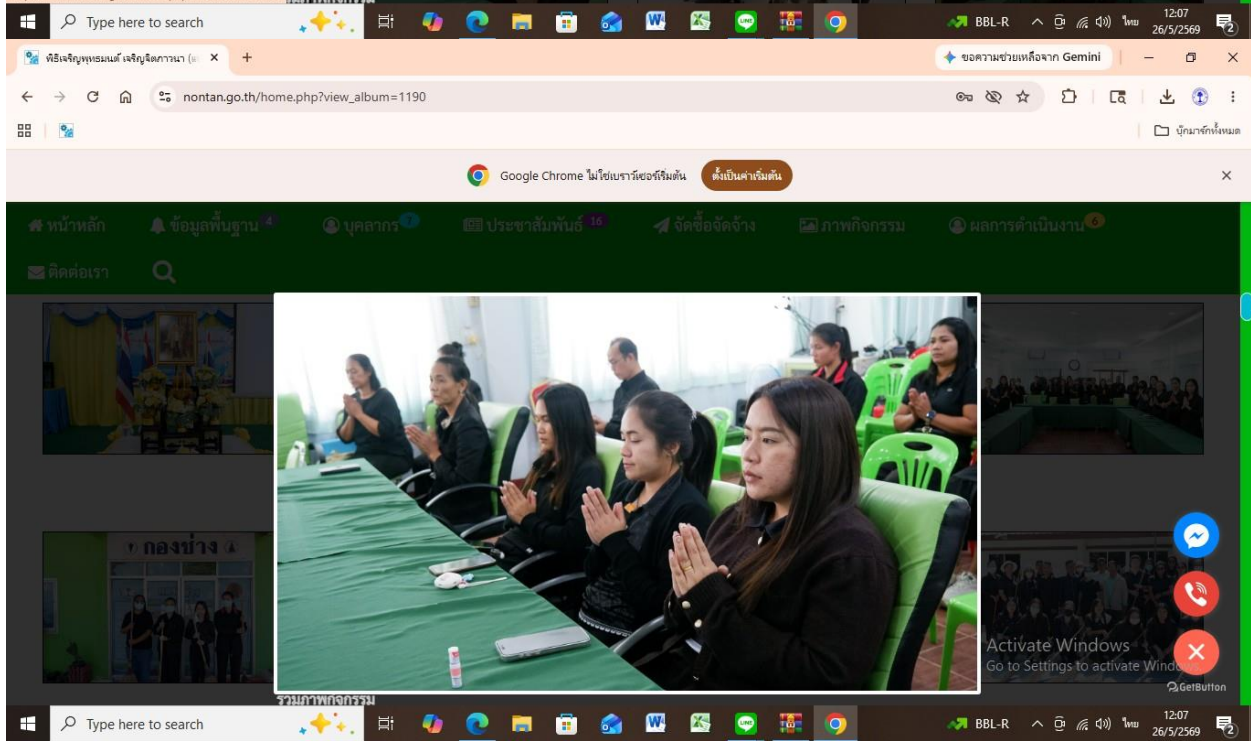 Type here to search
BBL-R
ไทย
12:07
26/5/2569
2
พิธีเจริญพุทธมนต์ เจริญจิตภาวนา (
ขอความช่วยเหลือจาก Gemini
nontan.go.th/home.php?view_album=1190
บุ๊กมาร์กทั้งหมด
Google Chrome ไม่ใช่เบราว์เซอร์เริ่มต้น
ตั้งเป็นค่าเริ่มต้น
หน้าหลัก
ข้อมูลพื้นฐาน 4
บุคลากร 7
ประชาสัมพันธ์ 16
จัดซื้อจัดจ้าง
ภาพกิจกรรม
ผลการดำเนินงาน 6
ติดต่อเรา
กองช่าง
Activate Windows
Go to Settings to activate Windows.
GetButton
รวมภาพกิจกรรม
Type here to search
BBL-R
ไทย
12:07
26/5/2569
2